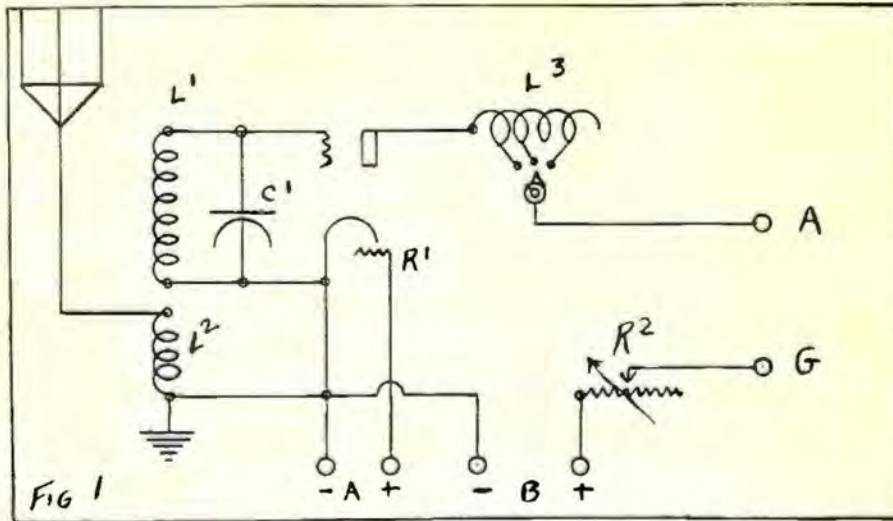 L¹
L³
C¹
A
R¹
L²
R²
G
- A + - B +
FIG 1